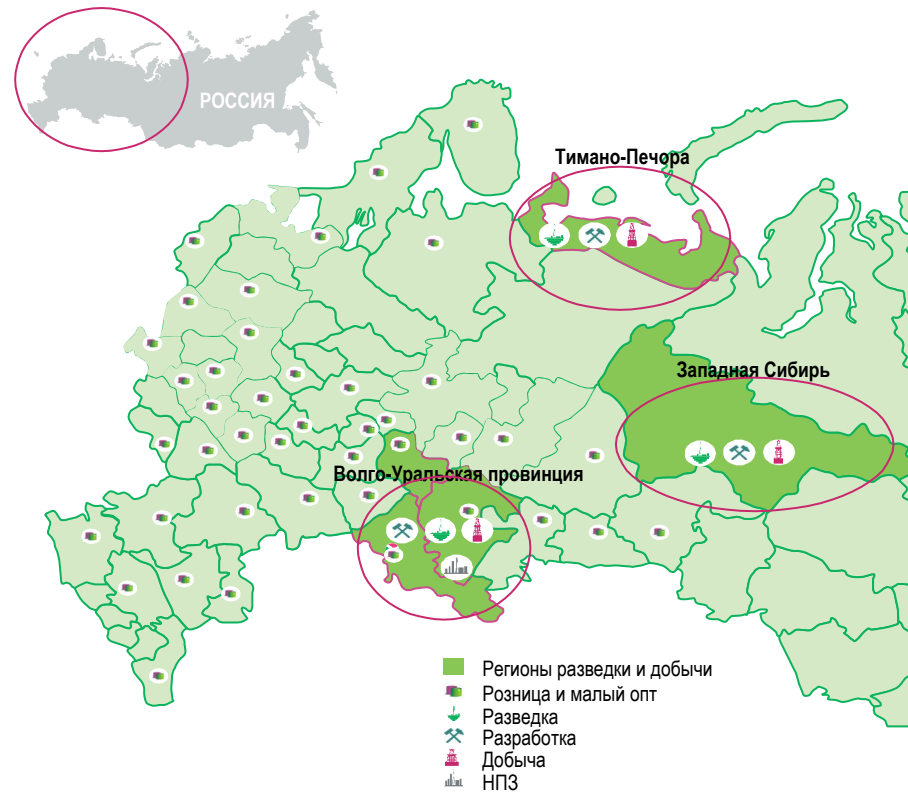 РОССИЯ
Тимано-Печора
Западная Сибирь
Волго-Уральская провинция
Регионы разведки и добычи
Розница и малый опт
Разведка
Разработка
Добыча
НПЗ